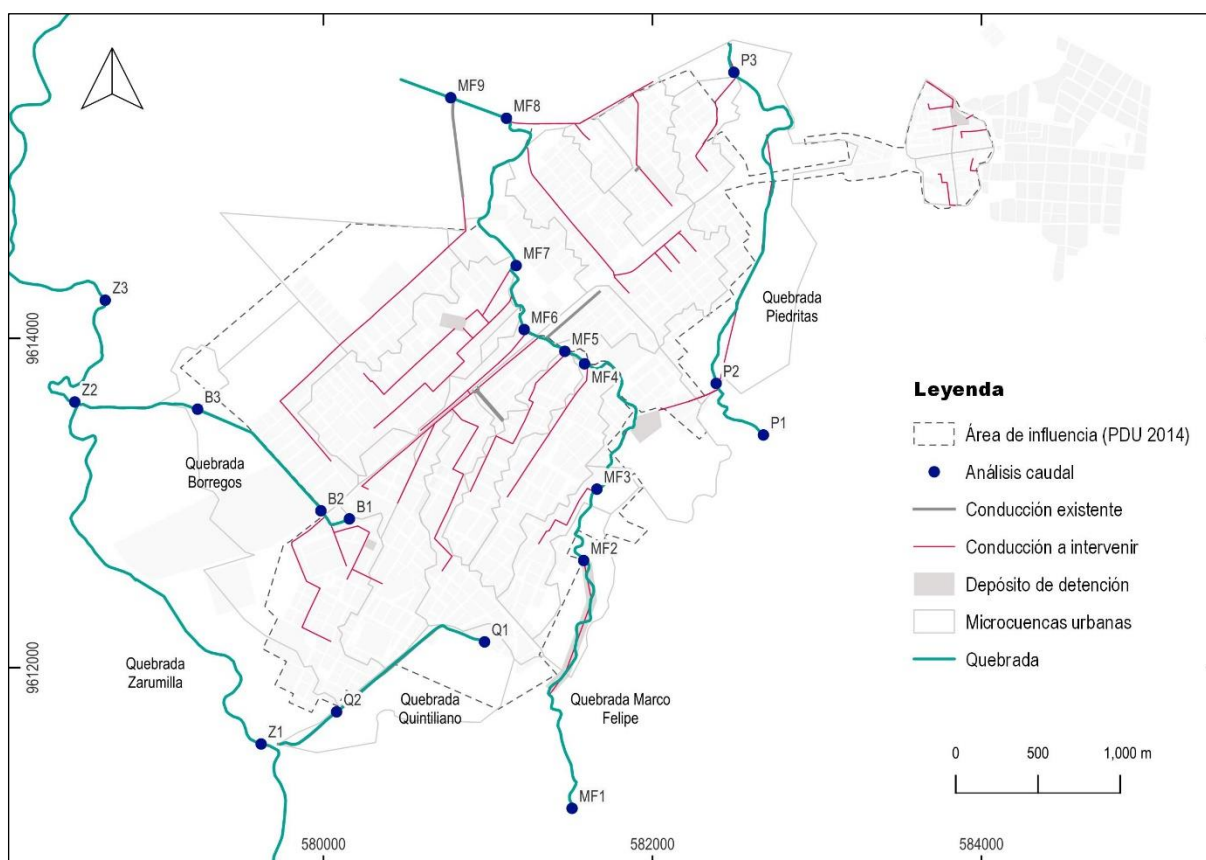 P3
MF9
MF8
MF7
Z3
Quebrada
Piedritas
9614000
MF6
MF5
MF4
P2
Z2
B3
P1
Quebrada
Borregos
MF3
B2
B1
MF2
Q1
9612000
Quebrada
Zarumilla
Quebrada
Quintiliano
Q2
Quebrada Marco
Felipe
Z1
MF1
580000
582000
584000
Leyenda
Área de influencia (PDU 2014)
Análisis caudal
Conducción existente
Conducción a intervenir
Depósito de detención
Microcuencas urbanas
Quebrada
0 500 1,000 m